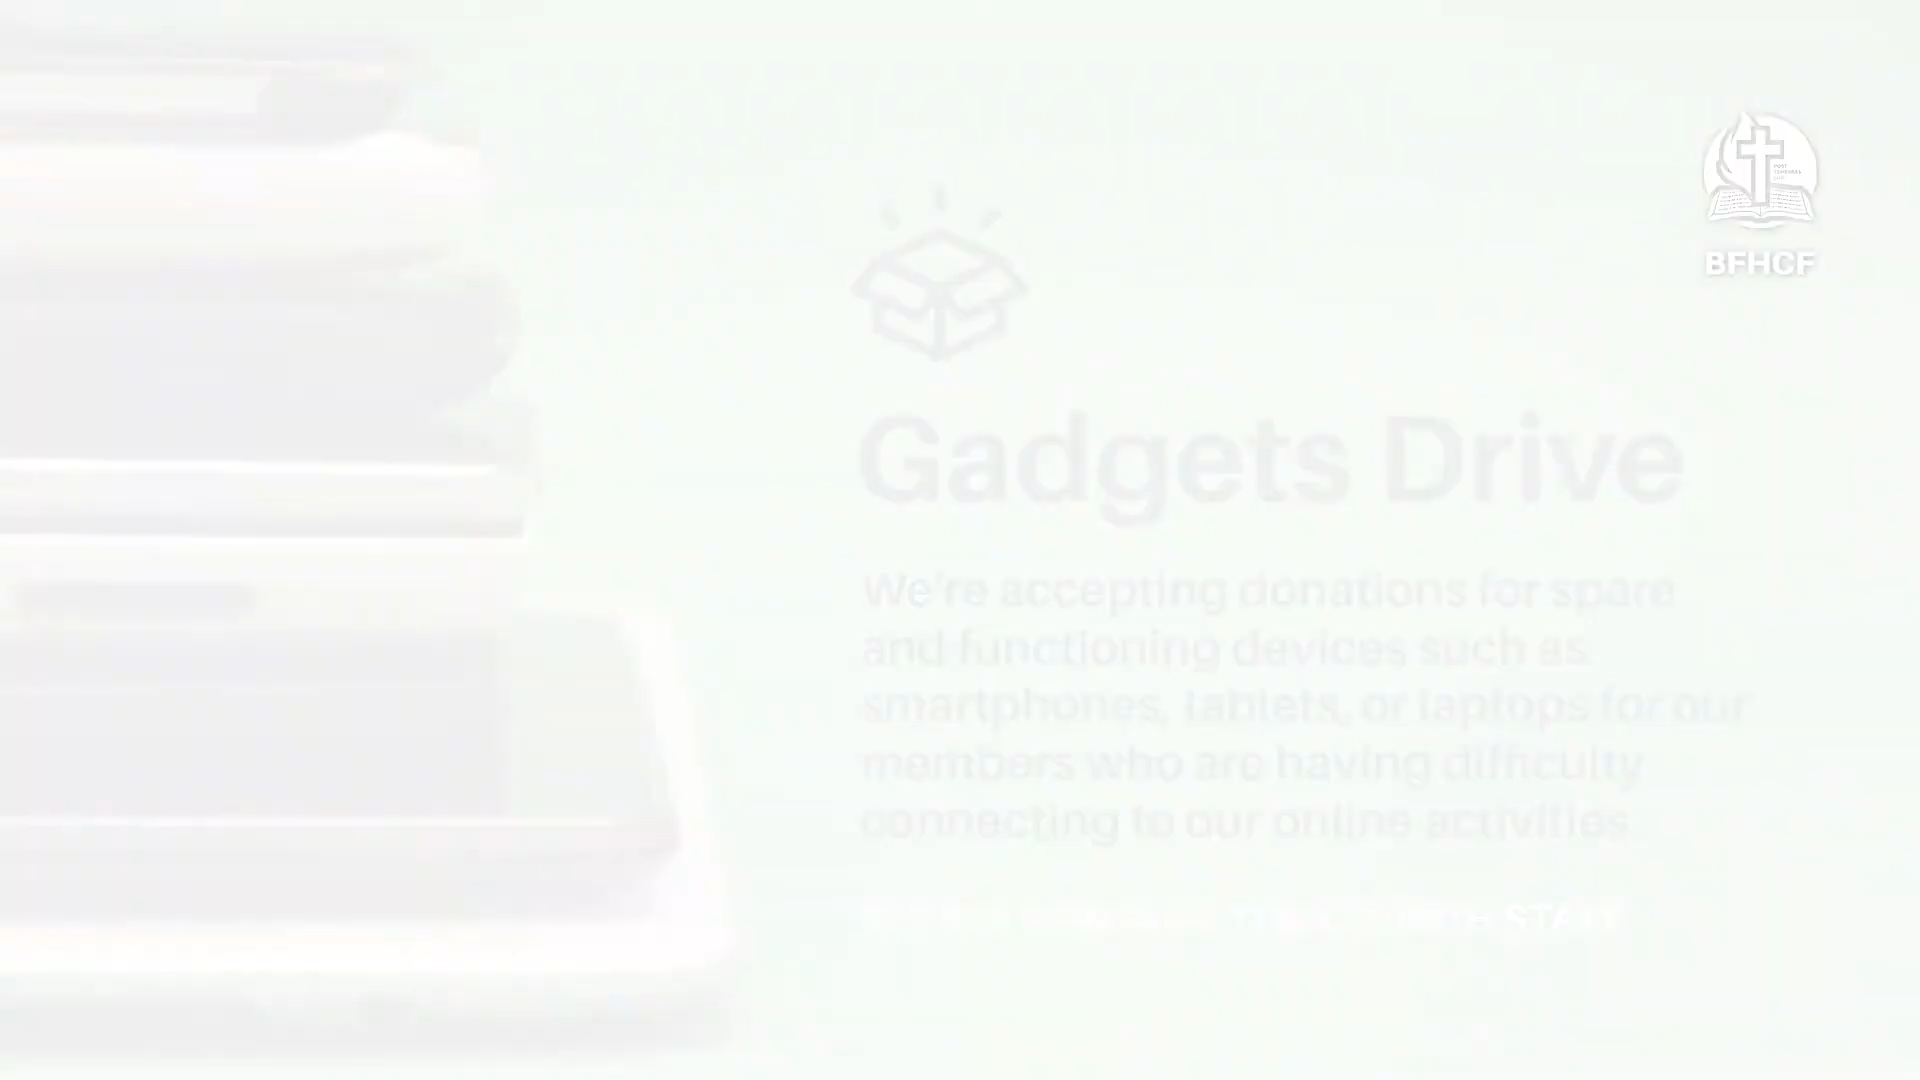 BFHCF
Gadgets Drive
We're accepting donations for spare
and functioning devices such as
smartphones, tablets, or laptops for our
members who are having difficulty
connecting to our online activities
STAFF